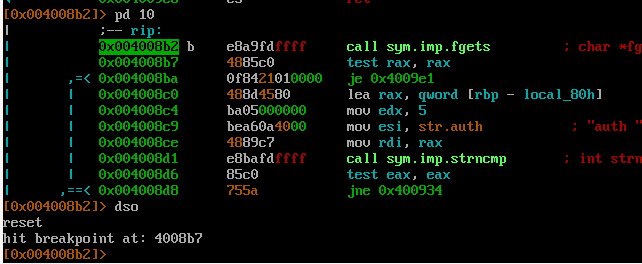 [0x004008b2]> pd 10
;-- rip:
0x004008b2 b e8a9fdffff call sym.imp.fgets ; char *fg
0x004008b7 4885c0 test rax, rax
,=< 0x004008ba 0f8421010000 je 0x4009e1
| 0x004008c0 488d4580 lea rax, qword [rbp - local_80h]
| 0x004008c4 ba05000000 mov edx, 5
| 0x004008c9 bea60a4000 mov esi, str.auth ; "auth "
| 0x004008ce 4889c7 mov rdi, rax
| 0x004008d1 e8bafdffff call sym.imp.strncmp ; int strn
| 0x004008d6 85c0 test eax, eax
,==< 0x004008d8 755a jne 0x400934
[0x004008b2]> dso
reset
hit breakpoint at: 4008b7
[0x004008b2]>